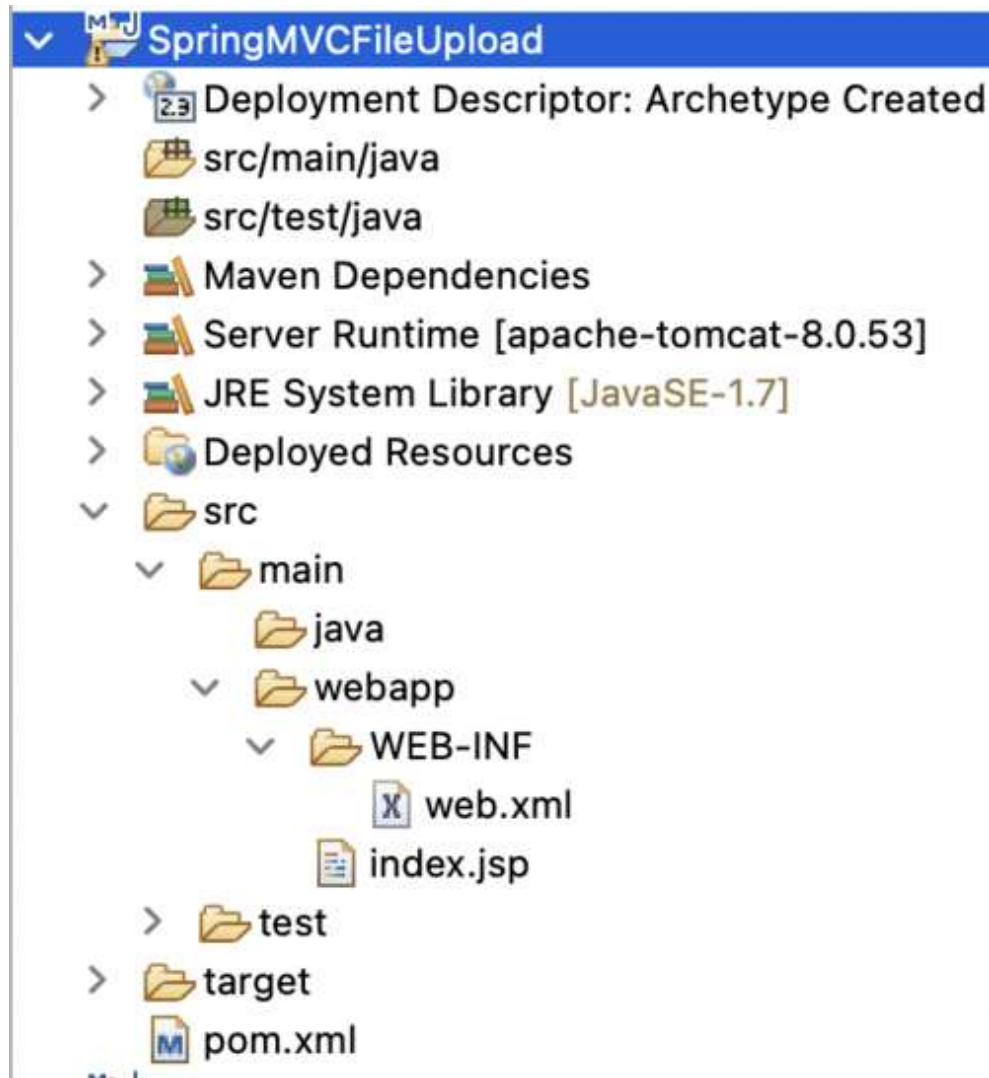 SpringMVCFileUpload
2.3 Deployment Descriptor: Archetype Created
src/main/java
src/test/java
Maven Dependencies
Server Runtime [apache-tomcat-8.0.53]
JRE System Library [JavaSE-1.7]
Deployed Resources
src
main
java
webapp
WEB-INF
web.xml
index.jsp
test
target
pom.xml